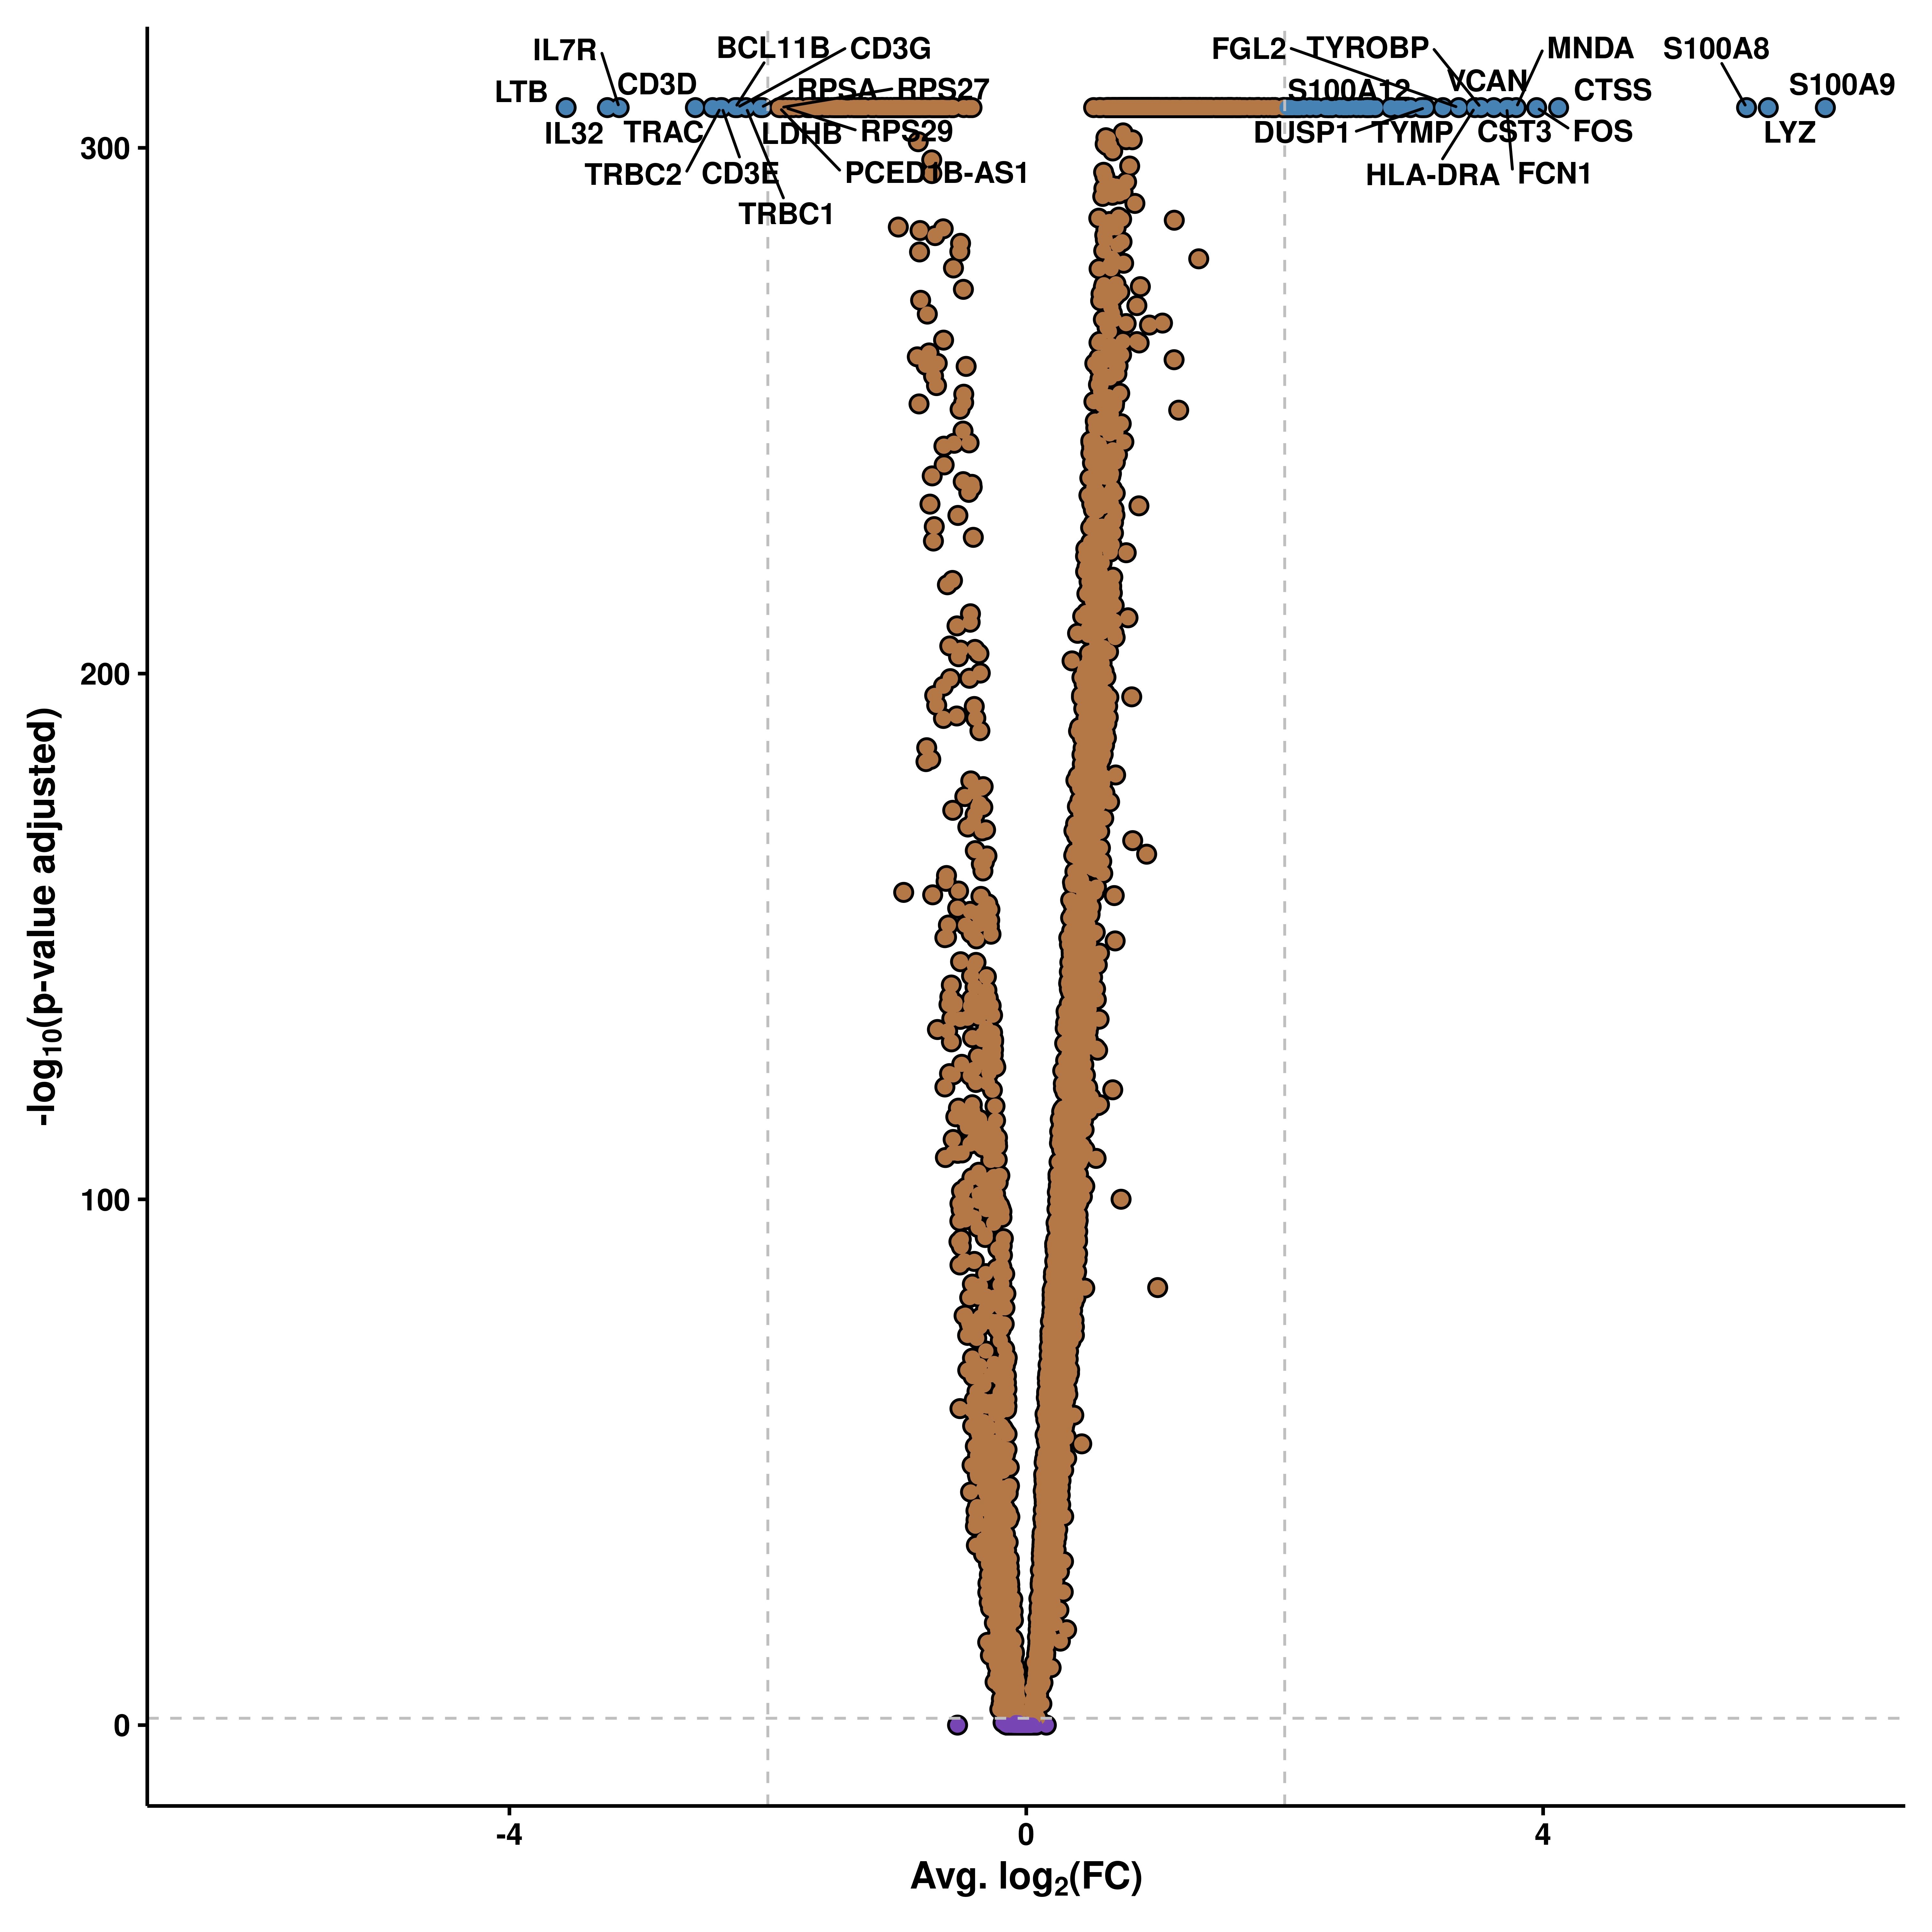 IL7R
BCL11B
CD3G
FGL2
TYROBP
MNDA
S100A8
LTB
CD3D
RPSA
RPS27
S100A12
VCAN
CTSS
S100A9
IL32
TRAC
LDHB
RPS29
DUSP1
TYMP
CST3
FOS
LYZ
TRBC2
CD3E
PCED1B-AS1
HLA-DRA
FCN1
TRBC1
300
200
100
0
-log10(p-value adjusted)
-4
0
4
Avg. log2(FC)